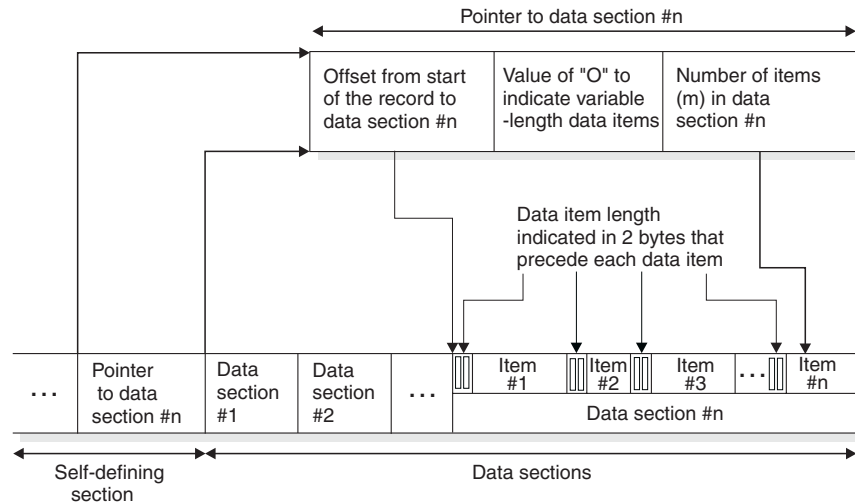 Pointer to data section #n
Offset from start
of the record to
data section #n
Value of "O" to
indicate variable
-length data items
Number of items
(m) in data
section #n
Data item length
indicated in 2 bytes that
precede each data item
...
Pointer
to data
section #n
Data
section
#1
Data
section
#2
...
Item
#1
Item
#2
Item
#3
...
Item
#n
Data section #n
Self-defining
section
Data sections